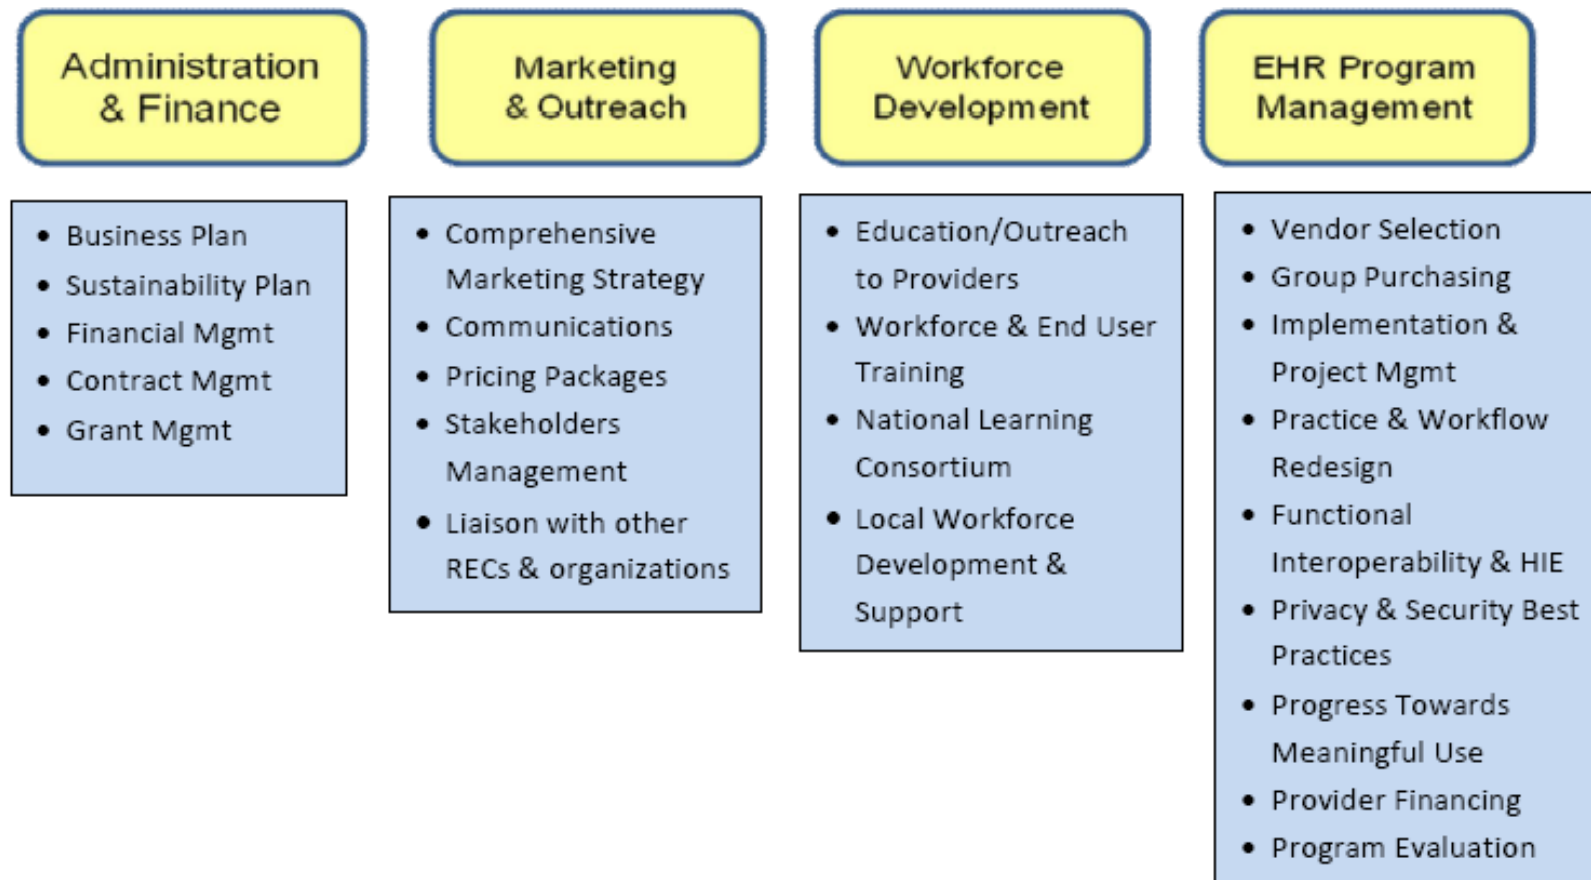 Administration
& Finance
• Business Plan
• Sustainability Plan
• Financial Mgmt
• Contract Mgmt
• Grant Mgmt
Marketing
& Outreach
• Comprehensive
Marketing Strategy
• Communications
• Pricing Packages
• Stakeholders
Management
• Liaison with other
RECs & organizations
Workforce
Development
• Education/Outreach
to Providers
• Workforce & End User
Training
• National Learning
Consortium
• Local Workforce
Development &
Support
EHR Program
Management
• Vendor Selection
• Group Purchasing
• Implementation &
Project Mgmt
• Practice & Workflow
Redesign
• Functional
Interoperability & HIE
• Privacy & Security Best
Practices
• Progress Towards
Meaningful Use
• Provider Financing
• Program Evaluation